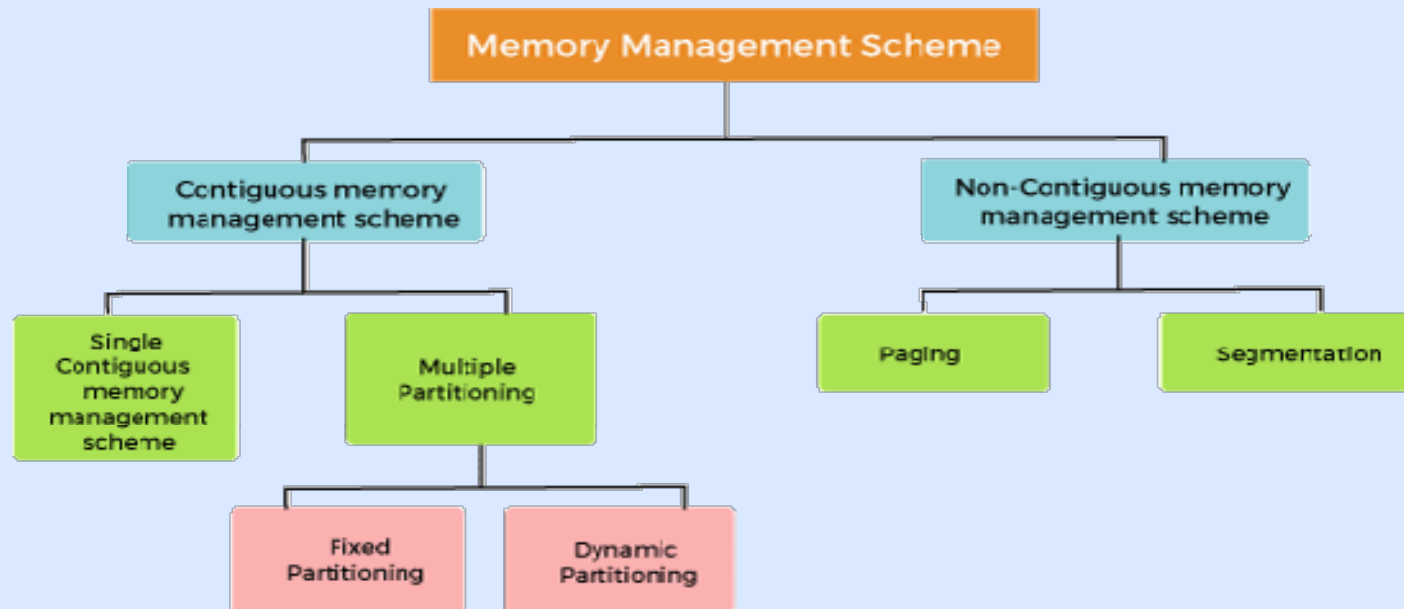 Memory Management Scheme
Contiguous memory
management scheme
Non-Contiguous memory
management scheme
Single
Contiguous
memory
management
scheme
Multiple
Partitioning
Paging
Segmentation
Fixed
Partitioning
Dynamic
Partitioning